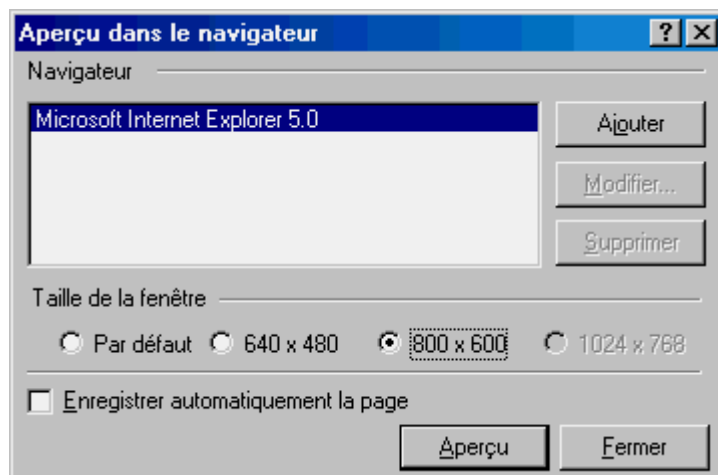 Aperçu dans le navigateur
Navigateur
Microsoft Internet Explorer 5.0
Ajouter
Modifier...
Supprimer
Taille de la fenêtre
Par défaut 640 x 480 800 x 600 1024 x 768
Enregistrer automatiquement la page
Aperçu Fermer